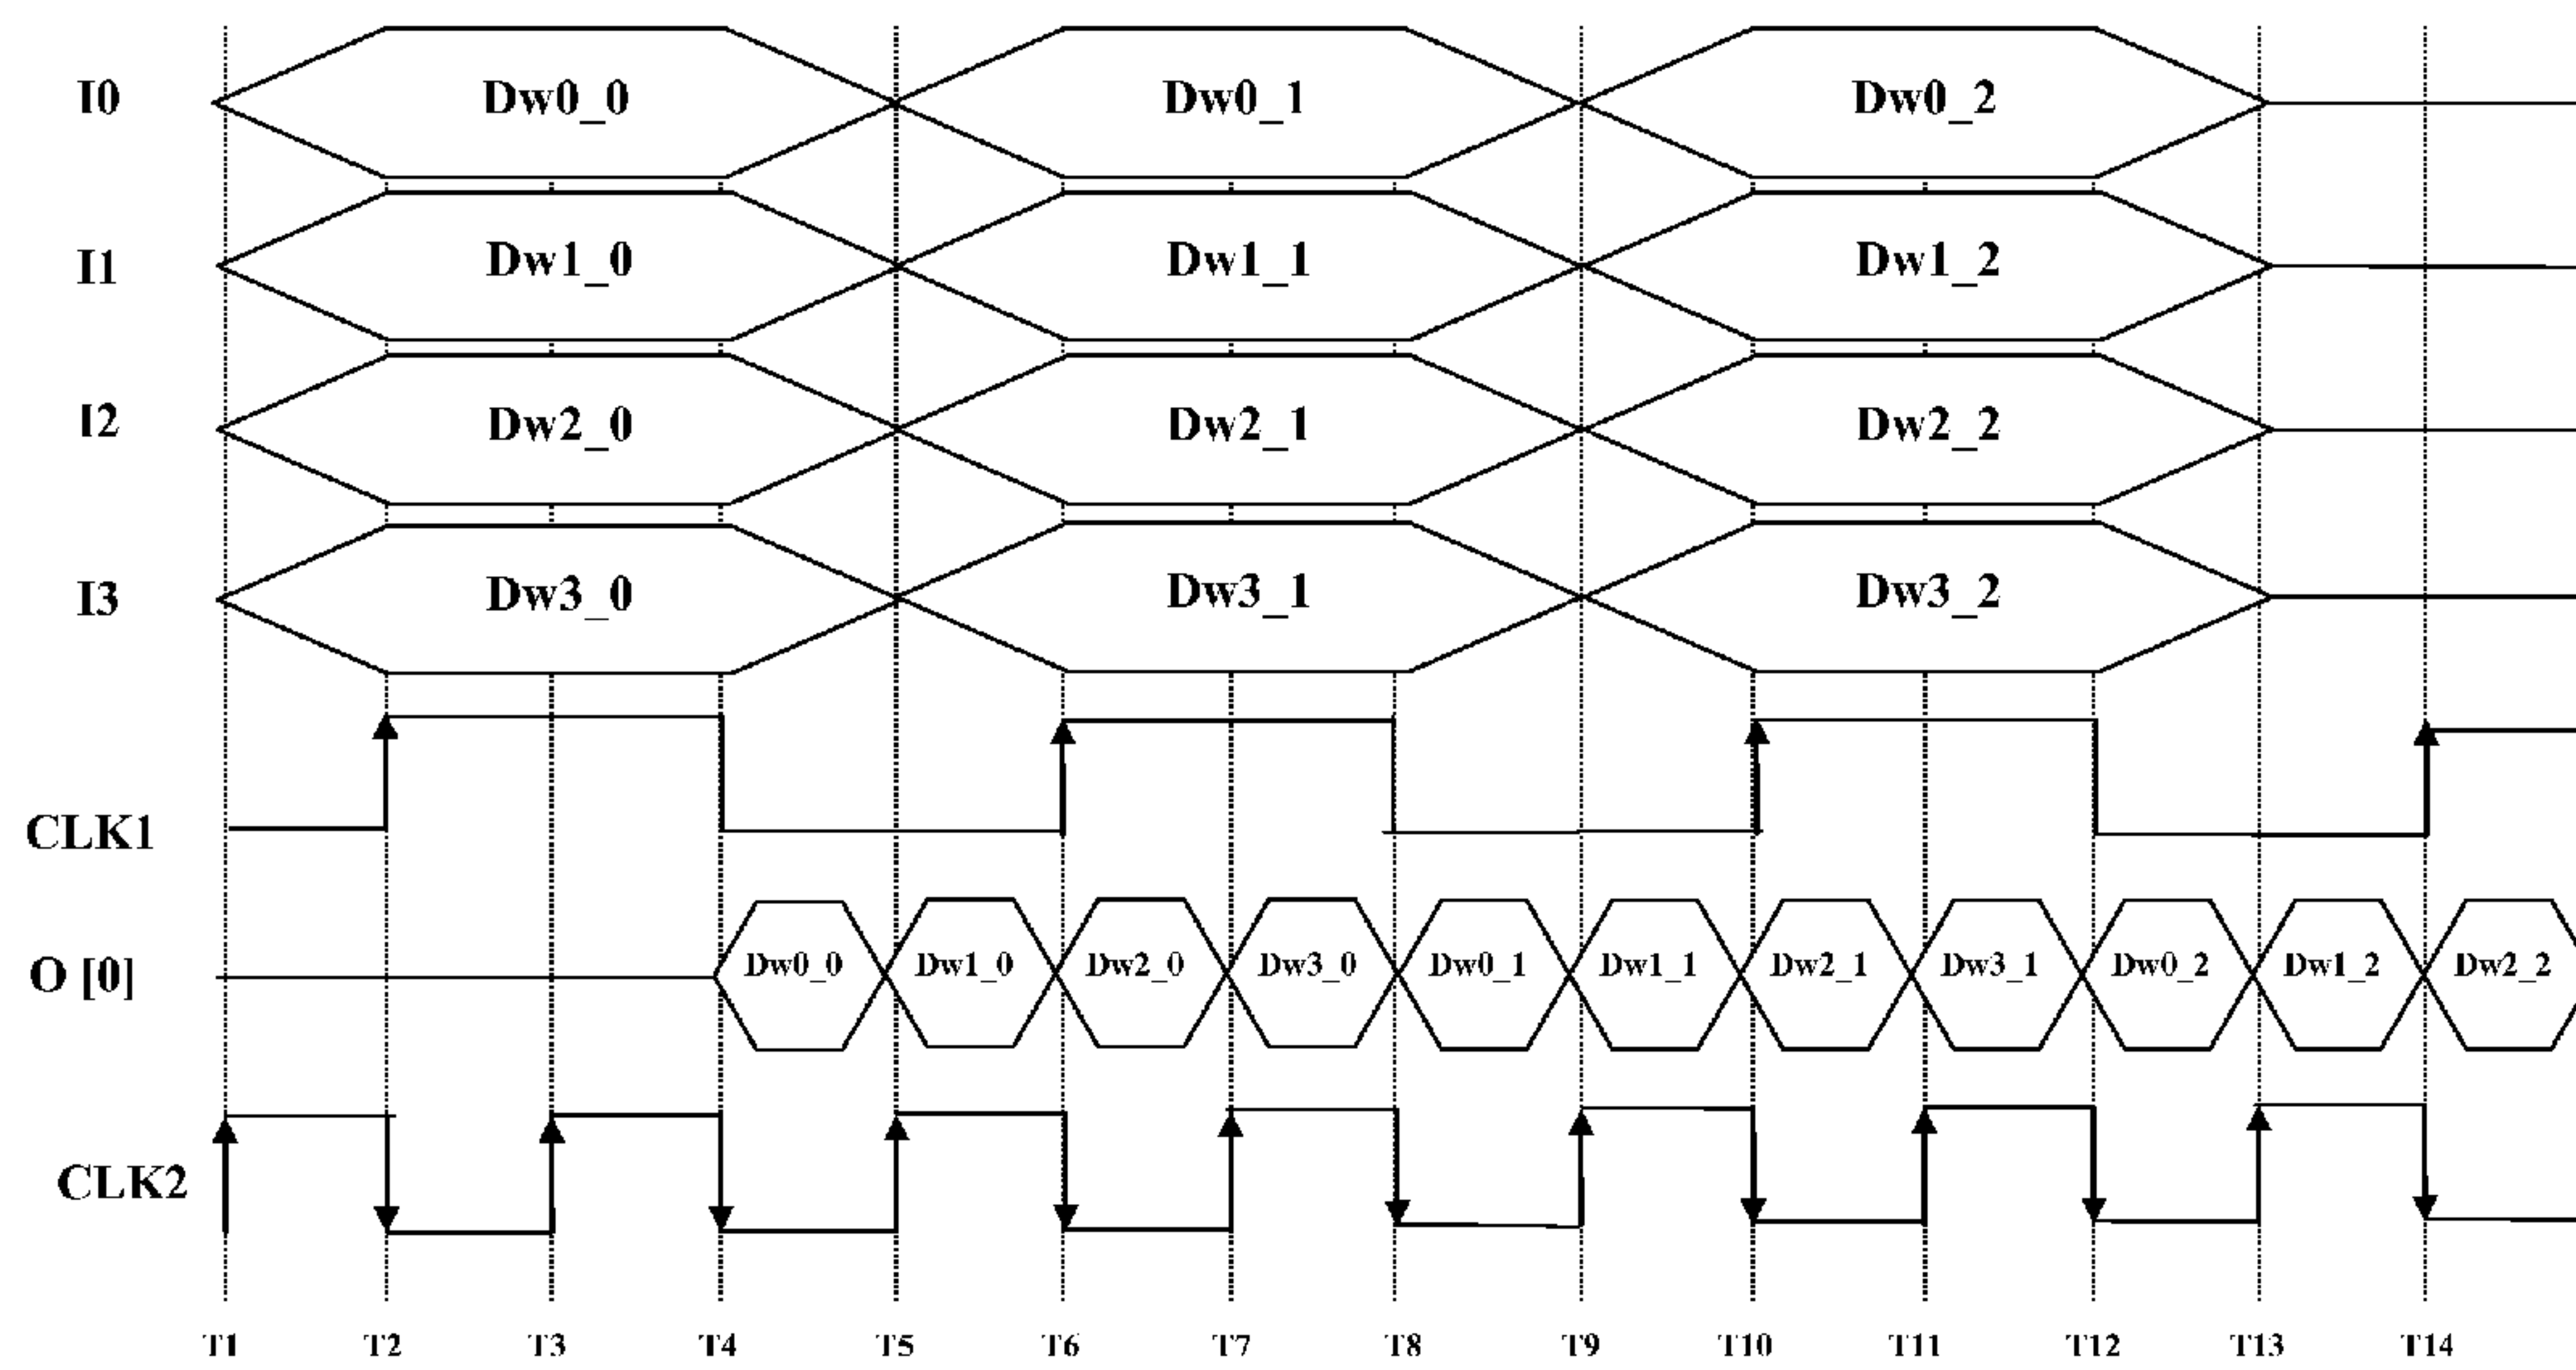 I0 Dw0_0 Dw0_1 Dw0_2
I1 Dw1_0 Dw1_1 Dw1_2
I2 Dw2_0 Dw2_1 Dw2_2
I3 Dw3_0 Dw3_1 Dw3_2
CLK1
O [0] Dw0_0 Dw1_0 Dw2_0 Dw3_0 Dw0_1 Dw1_1 Dw2_1 Dw3_1 Dw0_2 Dw1_2 Dw2_2
CLK2
T1 T2 T3 T4 T5 T6 T7 T8 T9 T10 T11 T12 T13 T14